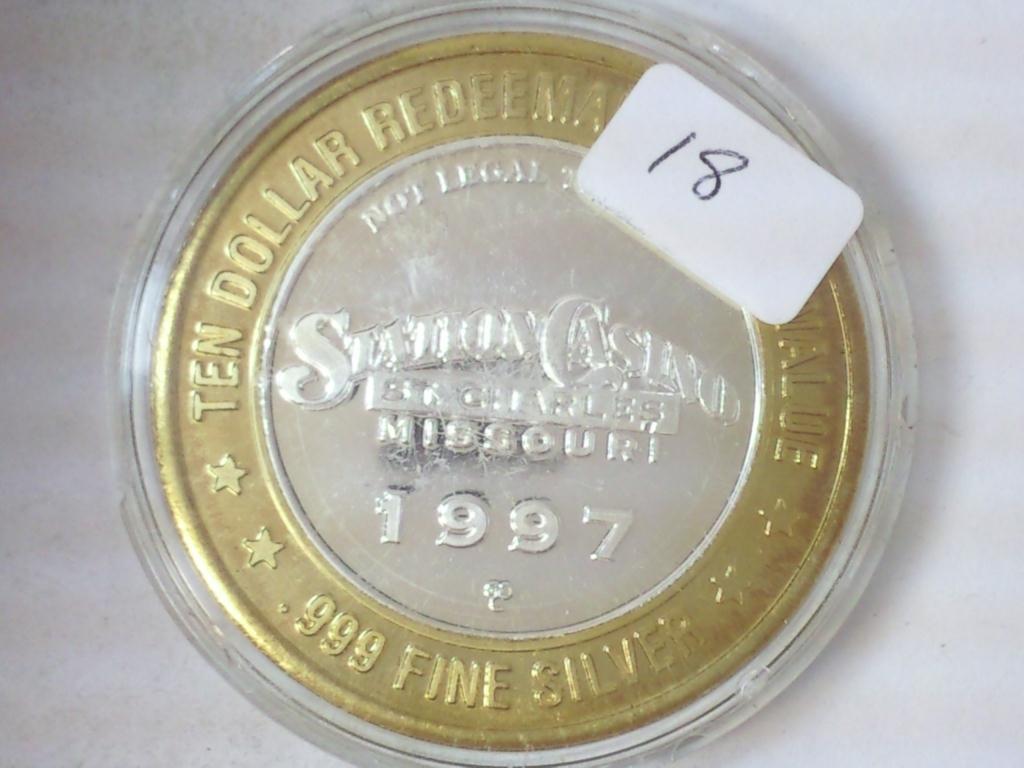 TEN DOLLAR REDEEMA
VALUE
NOT LEGAL T
18
STATION CASINO
ST. CHARLES
MISSOURI
1997
.999 FINE SILVER